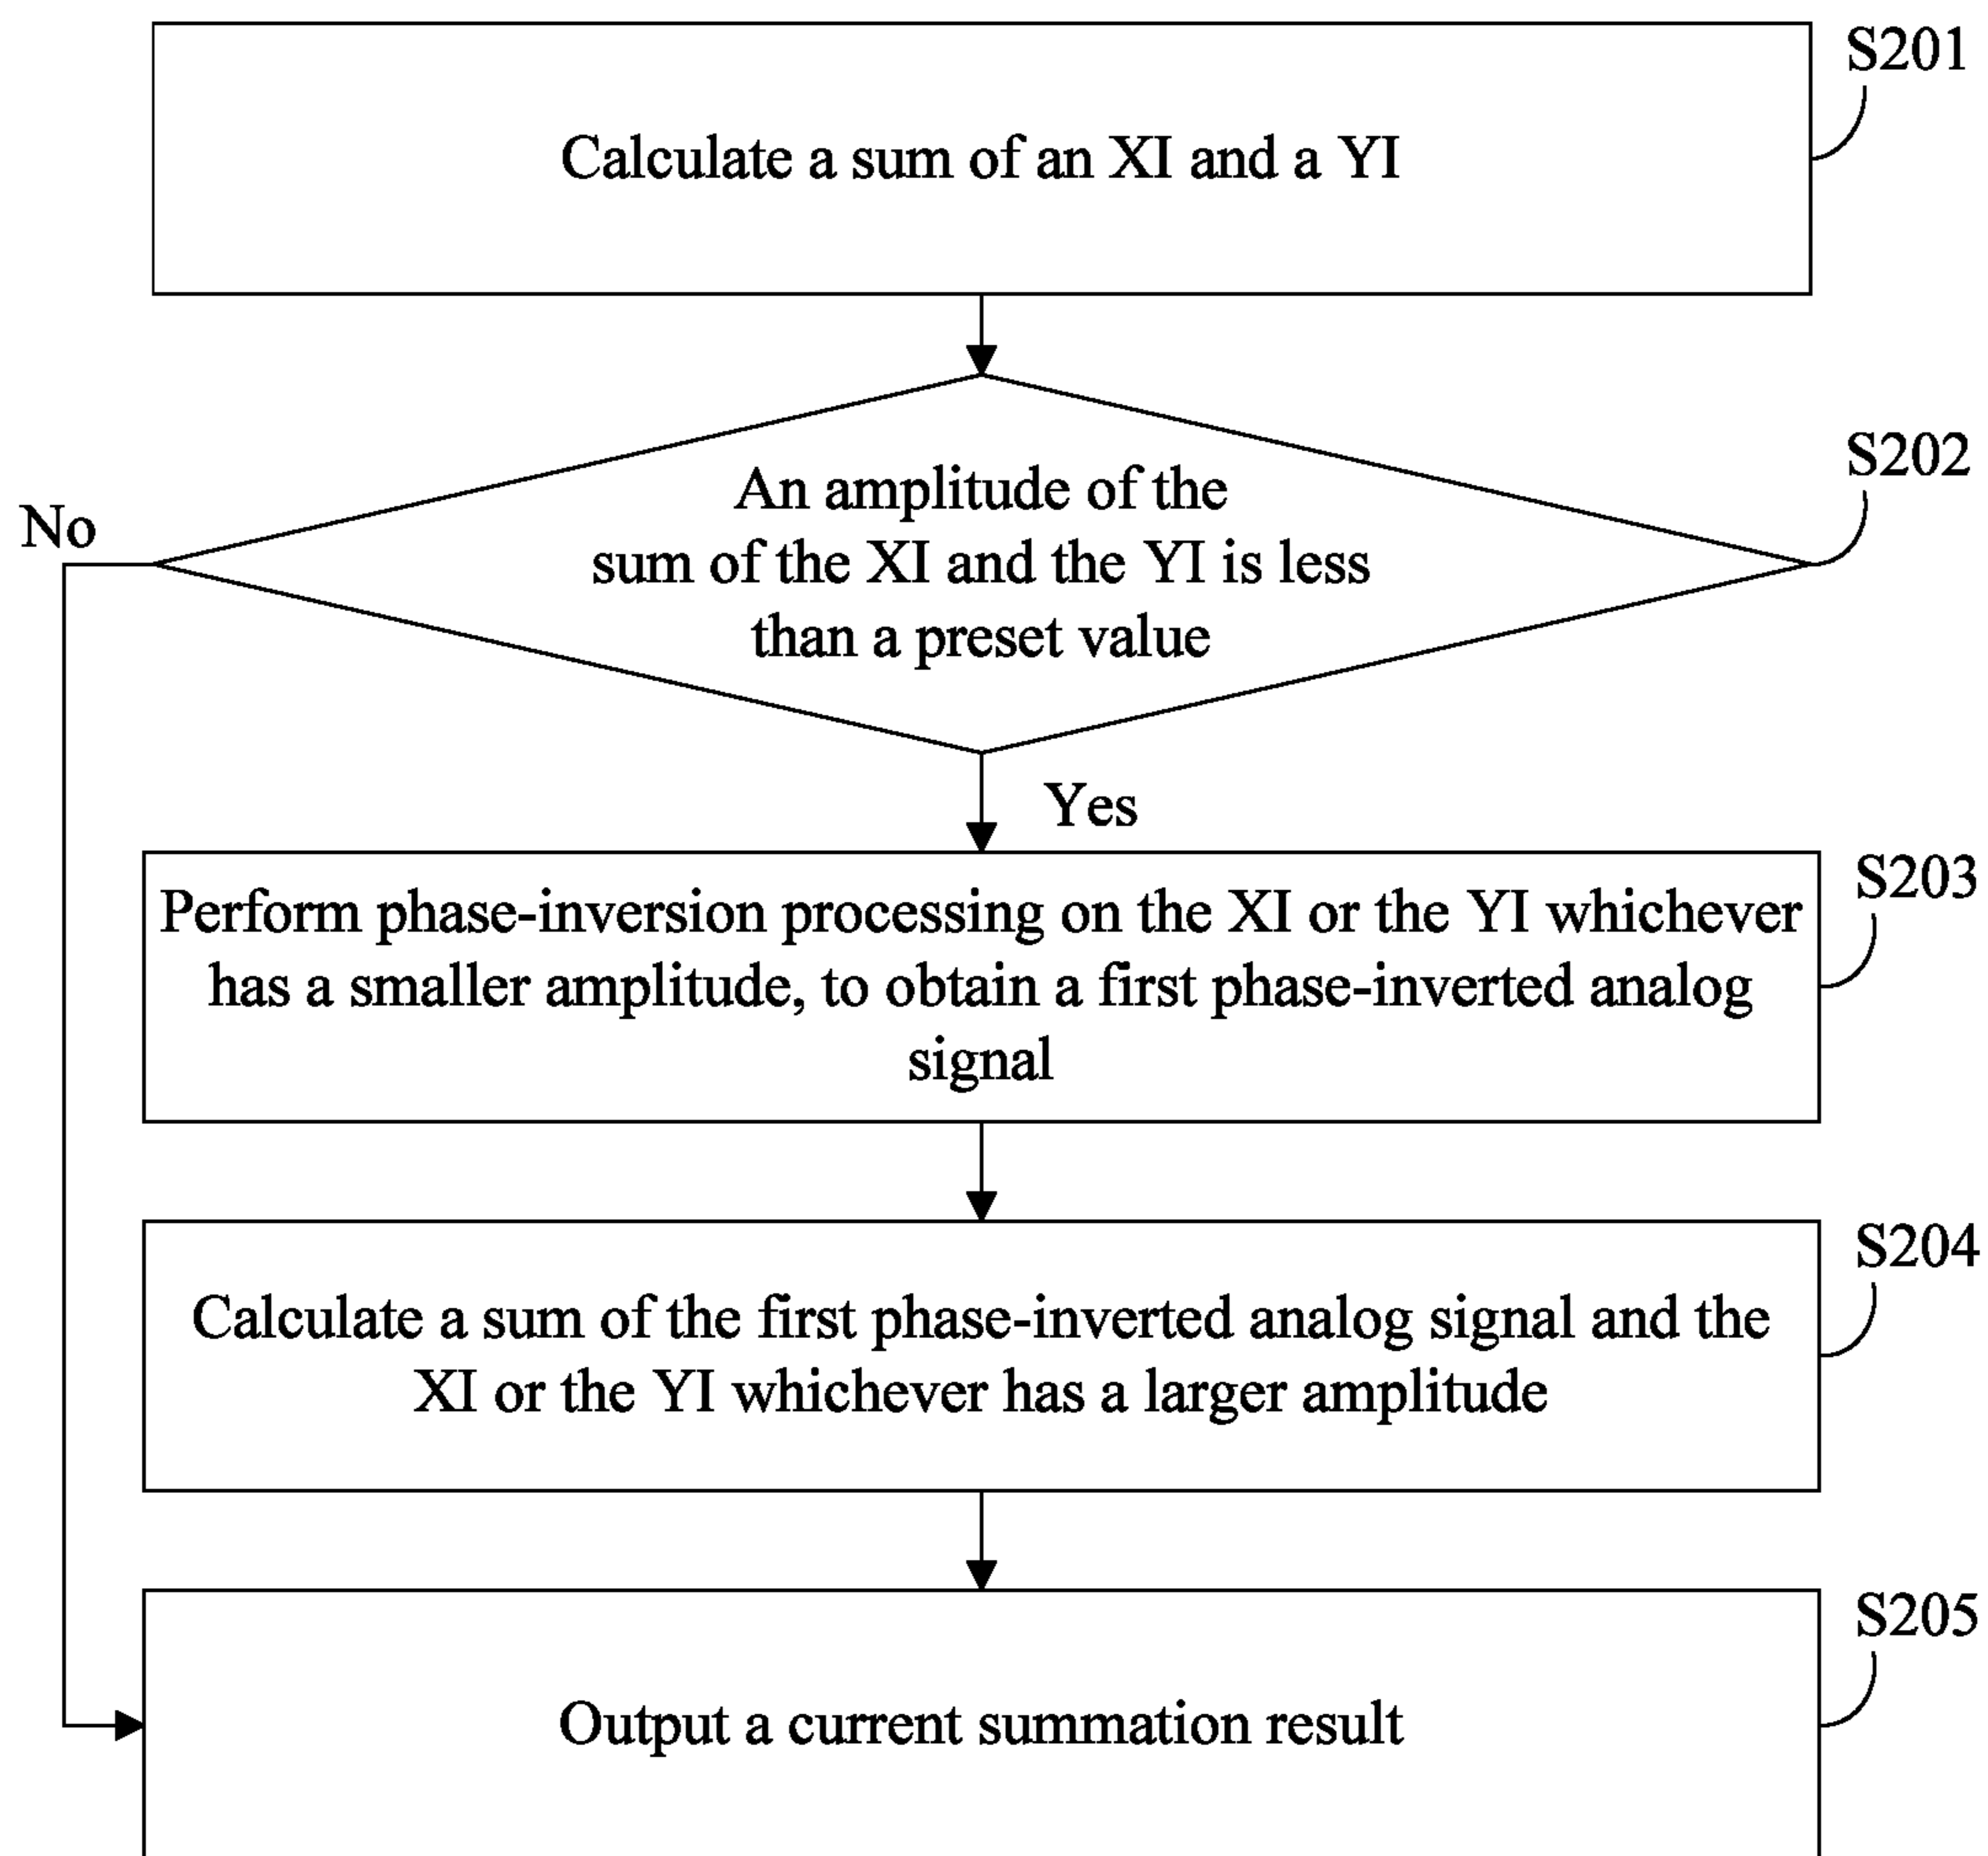 S201
Calculate a sum of an XI and a YI
S202
An amplitude of the
sum of the XI and the YI is less
than a preset value
No
Yes
S203
Perform phase-inversion processing on the XI or the YI whichever
has a smaller amplitude, to obtain a first phase-inverted analog
signal
S204
Calculate a sum of the first phase-inverted analog signal and the
XI or the YI whichever has a larger amplitude
S205
Output a current summation result